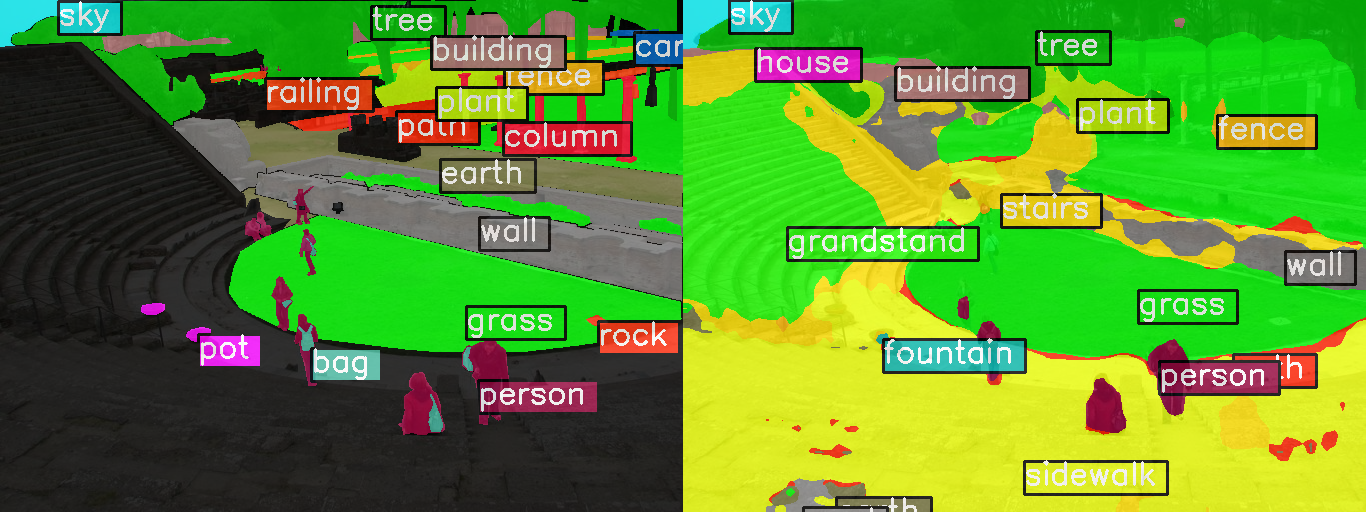 sky
tree
building
car
fence
railing
plant
path
column
earth
wall
grass
rock
pot
bag
person
sky
tree
house
building
plant
fence
stairs
grandstand
wall
grass
fountain
person
sidewalk